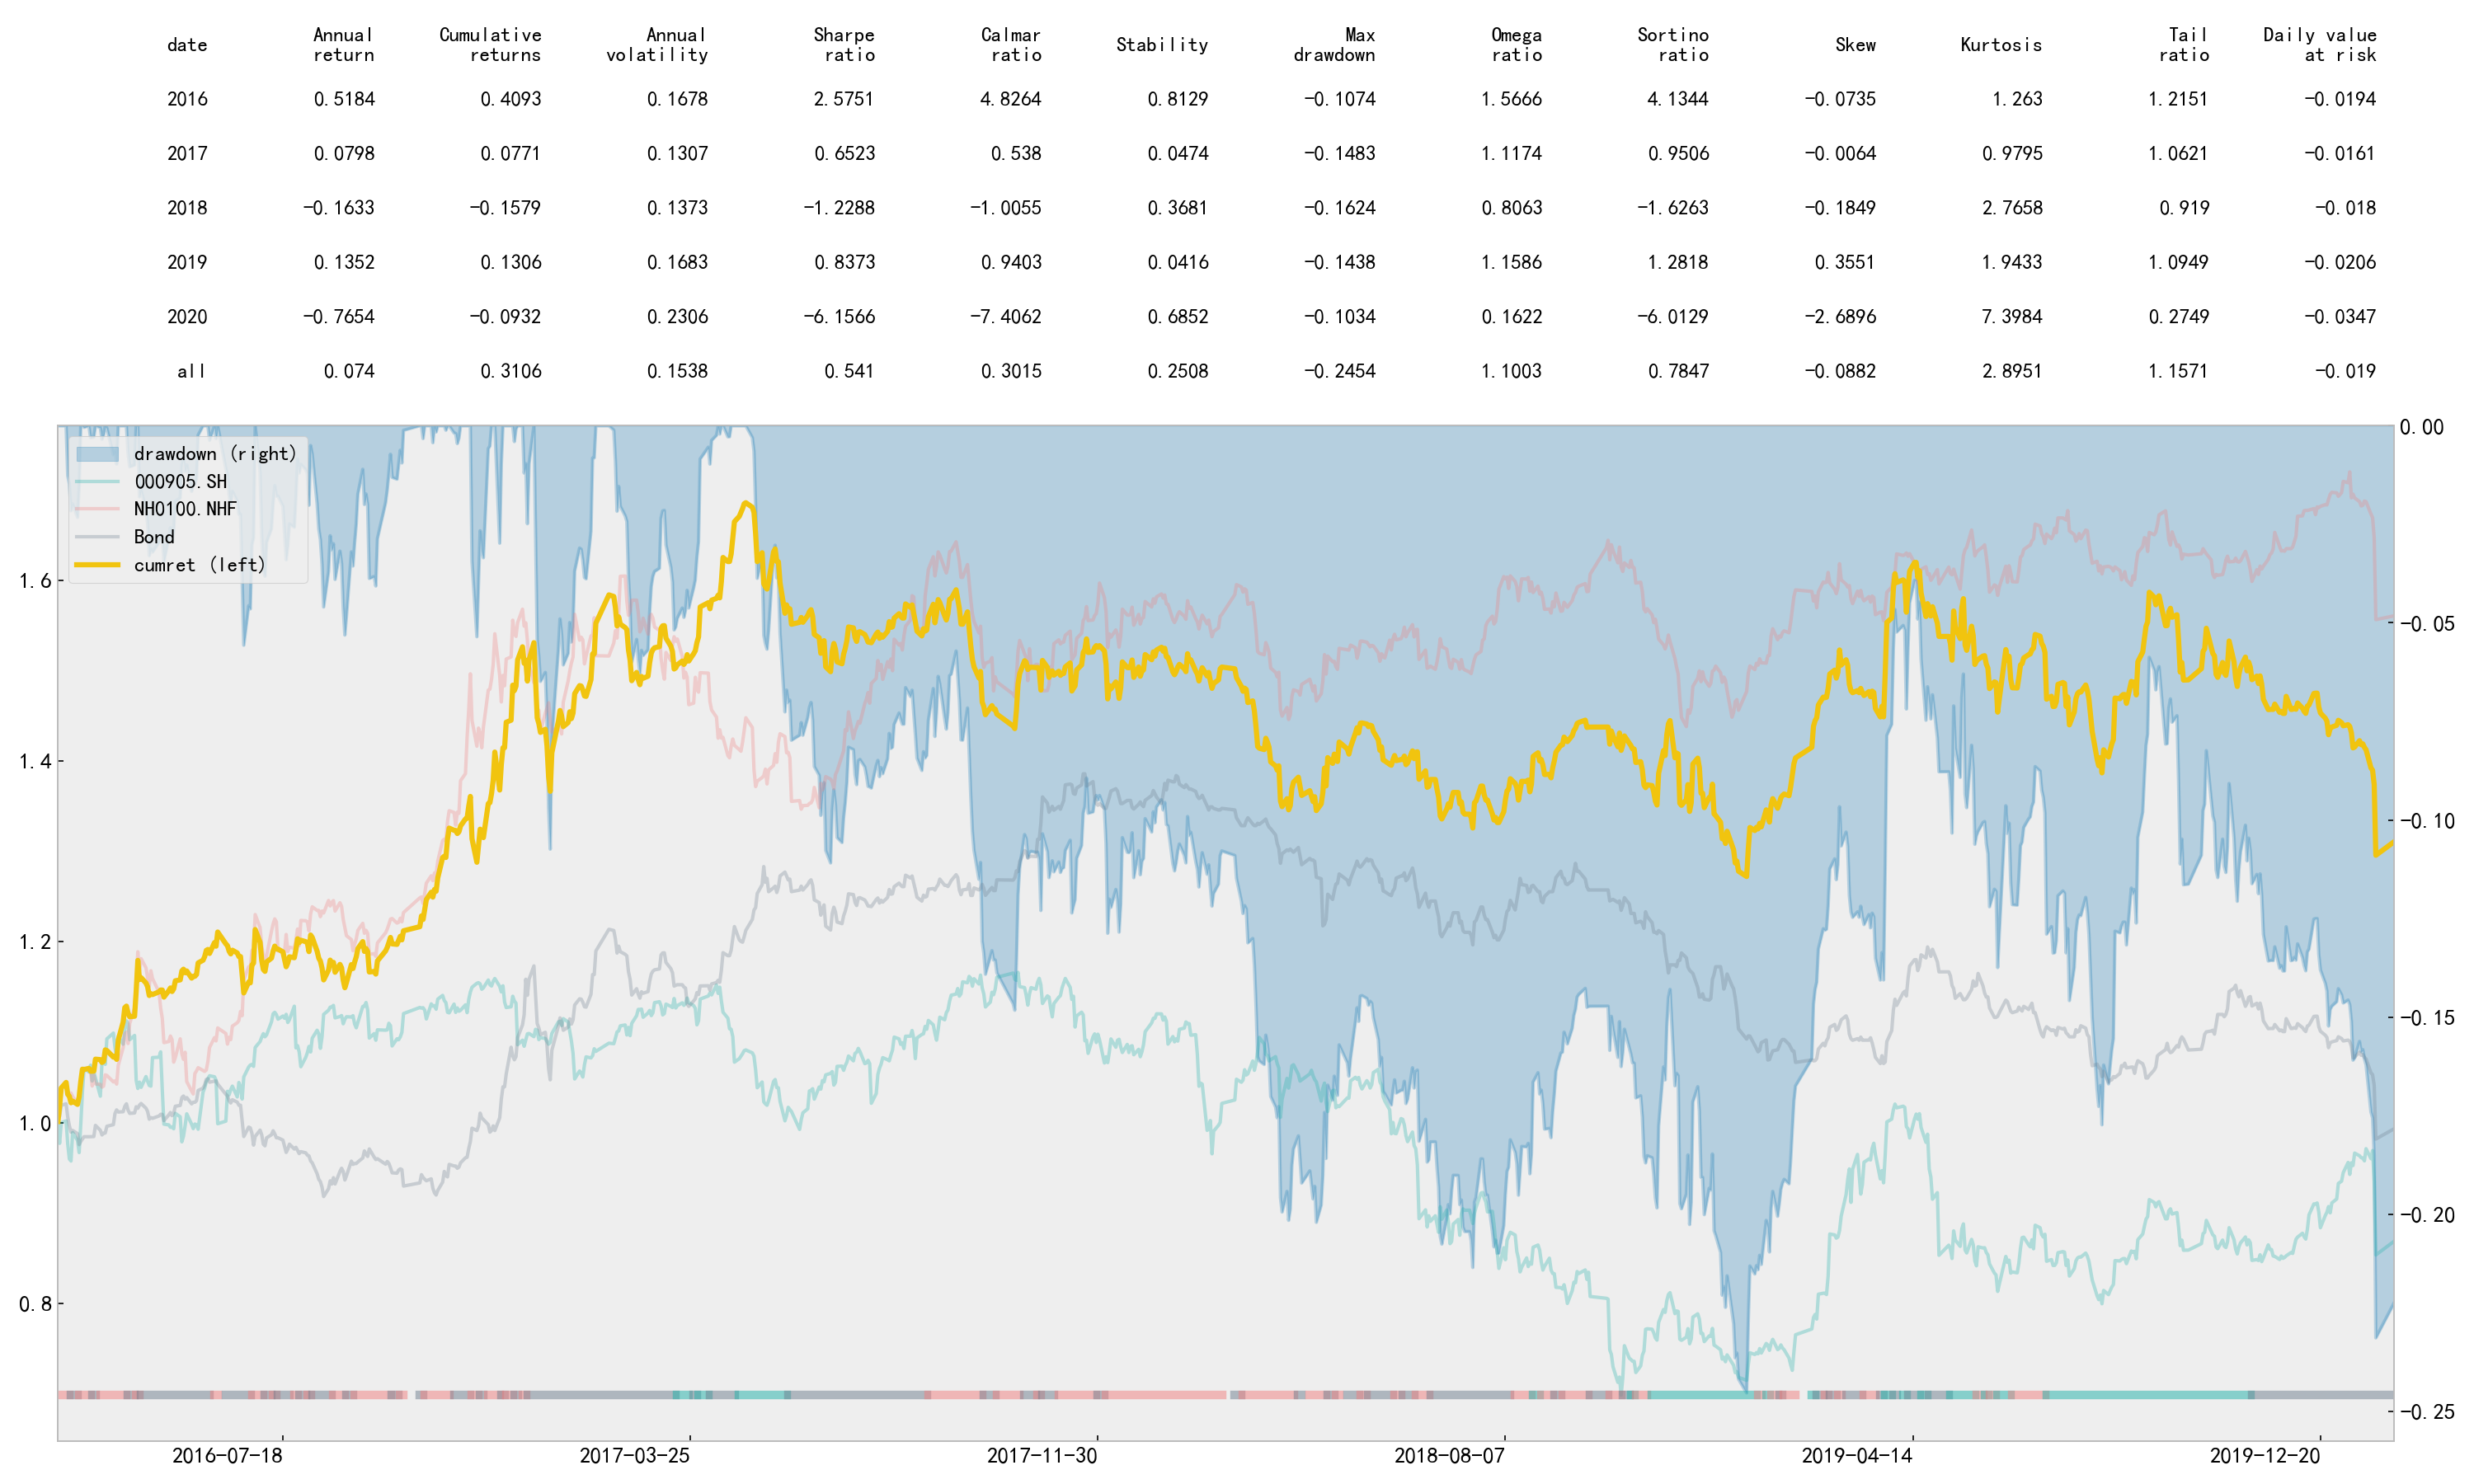 date Annual return Cumulative returns Annual volatility Sharpe ratio Calmar ratio Stability Max drawdown Omega ratio Sortino ratio Skew Kurtosis Tail ratio Daily value at risk
2016 0.5184 0.4093 0.1678 2.5751 4.8264 0.8129 -0.1074 1.5666 4.1344 -0.0735 1.263 1.2151 -0.0194
2017 0.0798 0.0771 0.1307 0.6523 0.538 0.0474 -0.1483 1.1174 0.9506 -0.0064 0.9795 1.0621 -0.0161
2018 -0.1633 -0.1579 0.1373 -1.2288 -1.0055 0.3681 -0.1624 0.8063 -1.6263 -0.1849 2.7658 0.919 -0.018
2019 0.1352 0.1306 0.1683 0.8373 0.9403 0.0416 -0.1438 1.1586 1.2818 0.3551 1.9433 1.0949 -0.0206
2020 -0.7654 -0.0932 0.2306 -6.1566 -7.4062 0.6852 -0.1034 0.1622 -6.0129 -2.6896 7.3984 0.2749 -0.0347
all 0.074 0.3106 0.1538 0.541 0.3015 0.2508 -0.2454 1.1003 0.7847 -0.0882 2.8951 1.1571 -0.019
drawdown (right)
000905.SH
NH0100.NHF
Bond
cumret (left)
1.6
1.4
1.2
1.0
0.8
0.00
-0.05
-0.10
-0.15
-0.20
-0.25
2016-07-18 2017-03-25 2017-11-30 2018-08-07 2019-04-14 2019-12-20